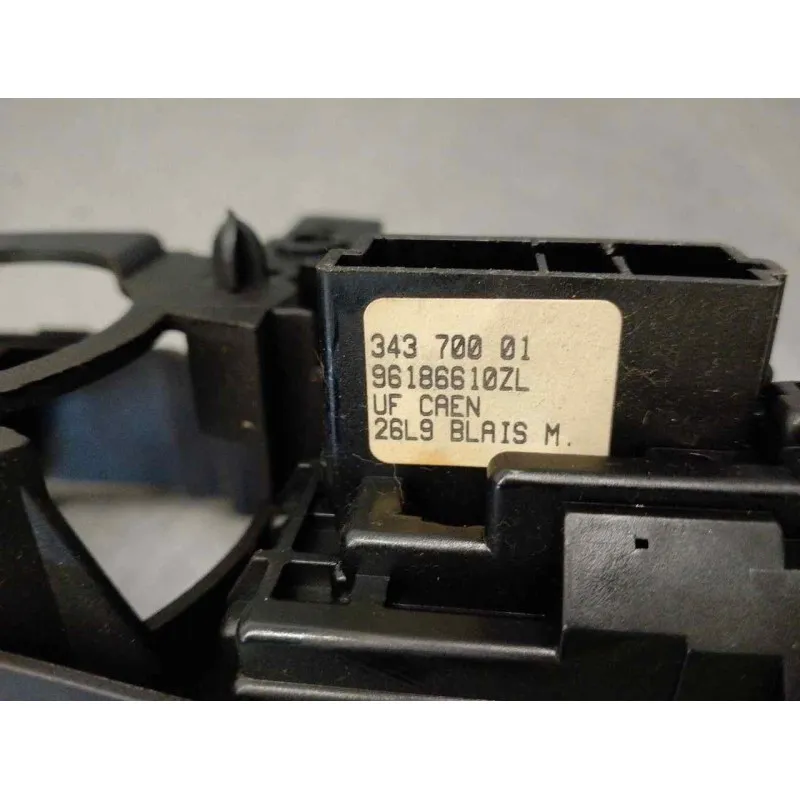 343 700 01
96186610ZL
UF CAEN
26L9 BLAIS M.